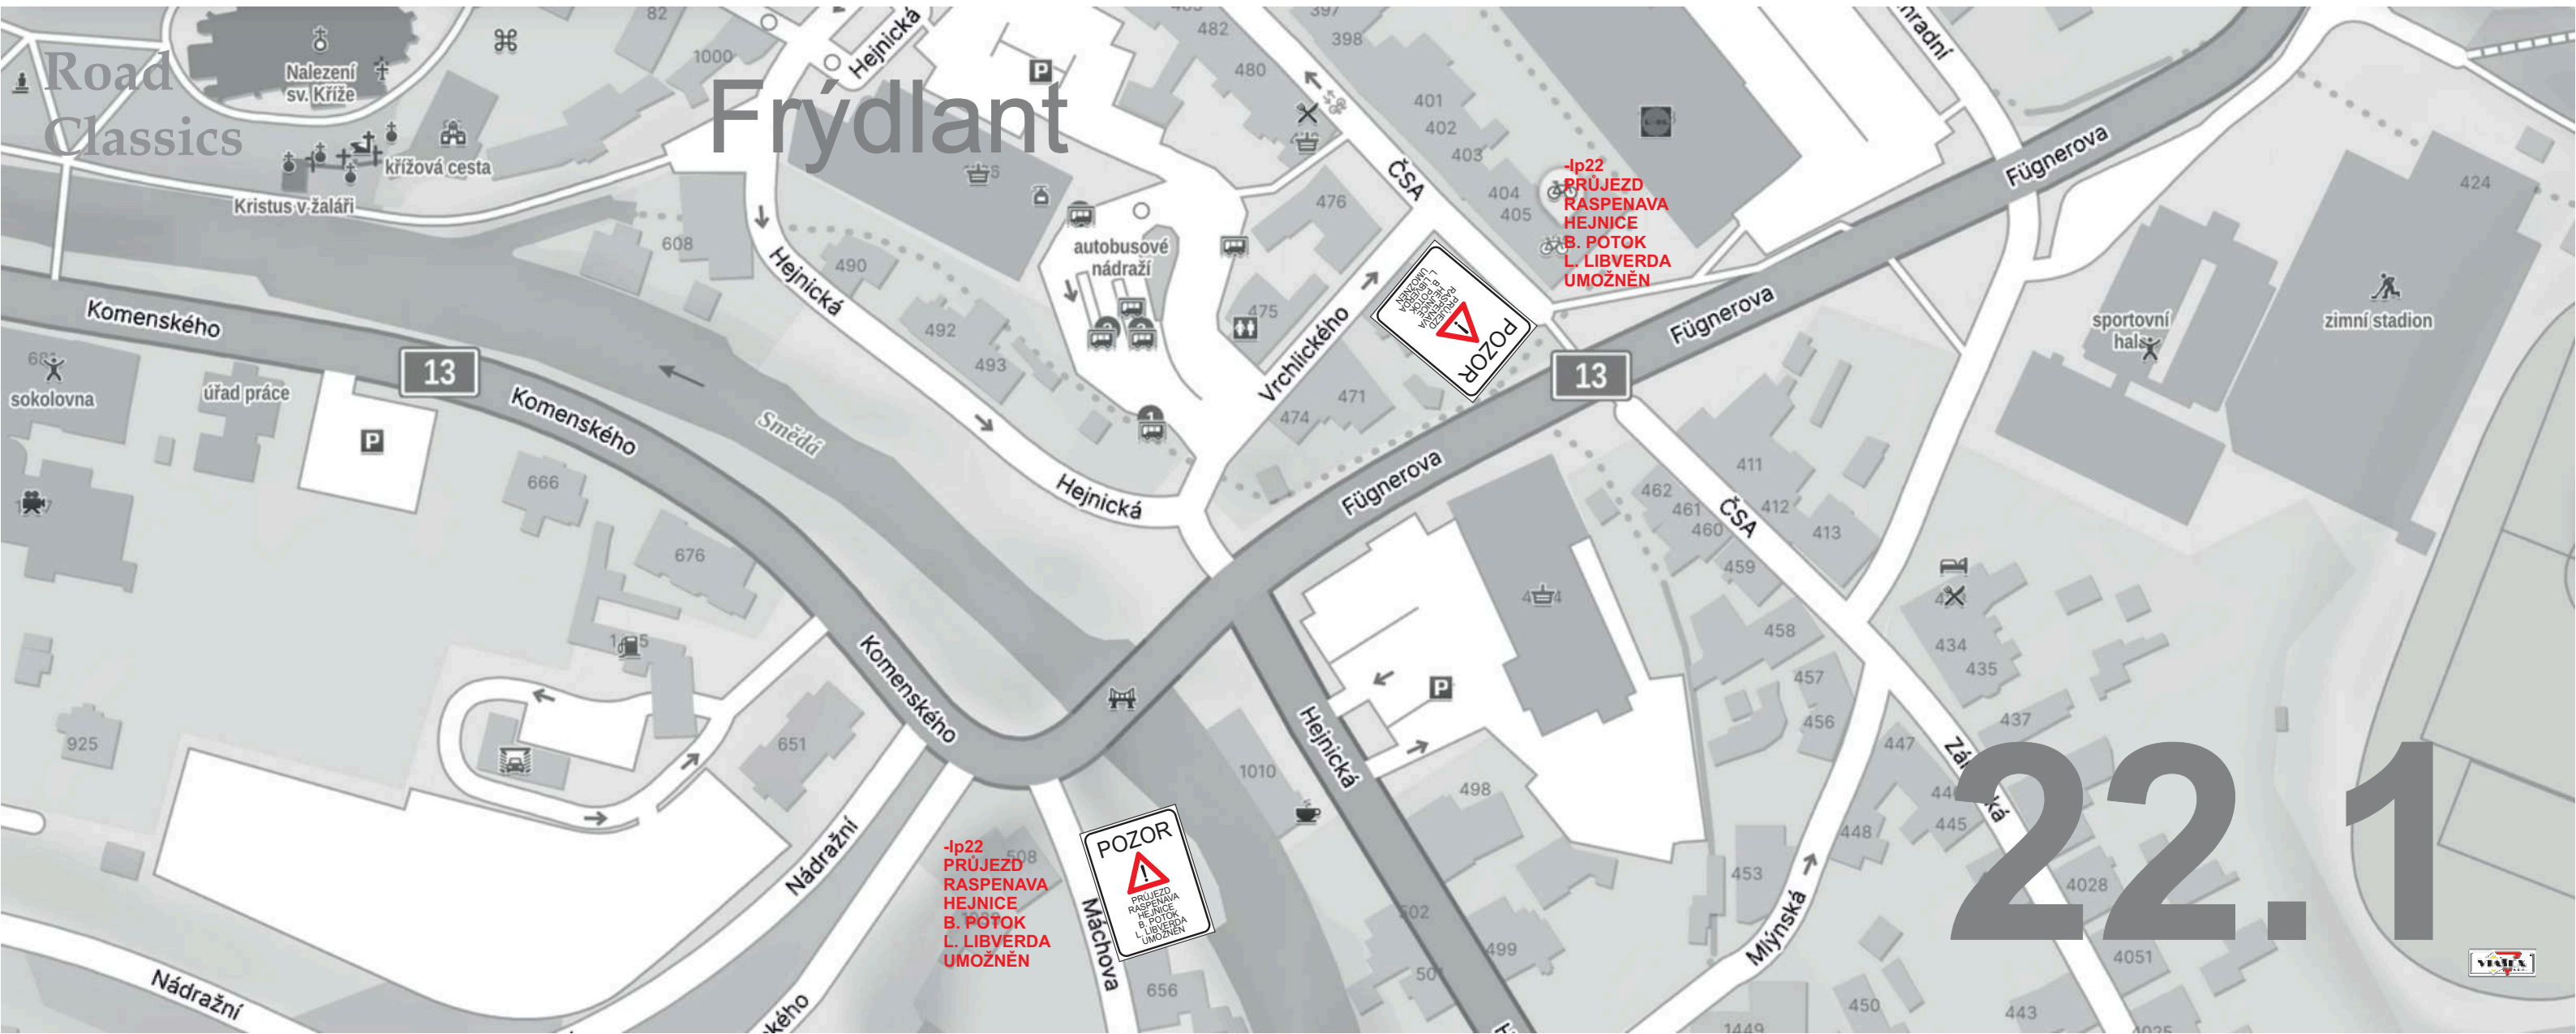 Road
Classics
Frýdlant
22.1
Nalezení
sv. Kříže
křížová cesta
Kristus v žaláři
82
1000
Hejnická
482
480
397
398
401
402
403
404
405
476
475
474
471
ČSA
Vrchlického
autobusové
nádraží
608
490
492
493
Hejnická
Hejnická
1
Smědá
Komenského
13
Komenského
Komenského
sokolovna
úřad práce
P
P
P
666
676
925
651
Nádražní
Nádražní
508
656
Máchova
1010
Hejnická
498
499
502
Fügnerova
Fügnerova
Fügnerova
13
424
sportovní
hala
zimní stadion
411
412
413
462
461
460
459
458
457
456
ČSA
434
435
437
447
445
448
453
450
443
1449
4028
4051
Mlýnská
-Ip22
PRŮJEZD
RASPENAVA
HEJNICE
B. POTOK
L. LIBVERDA
UMOŽNĚN
POZOR
!
PRŮJEZD
RASPENAVA
HEJNICE
B. POTOK
L. LIBVERDA
UMOŽNĚN
-Ip22
PRŮJEZD
RASPENAVA
HEJNICE
B. POTOK
L. LIBVERDA
UMOŽNĚN
POZOR
!
PRŮJEZD
RASPENAVA
HEJNICE
B. POTOK
L. LIBVERDA
UMOŽNĚN